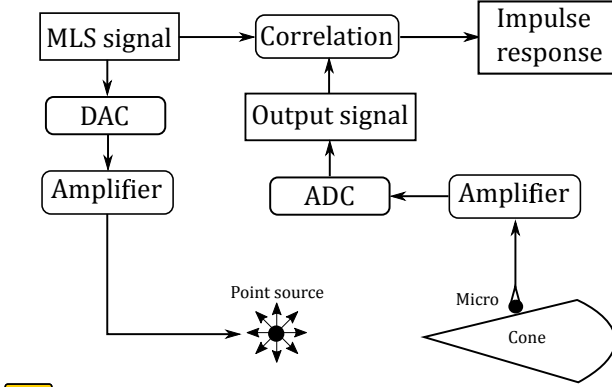 MLS signal
Correlation
Impulse
response
DAC
Output signal
Amplifier
ADC
Amplifier
Point source
Micro
Cone